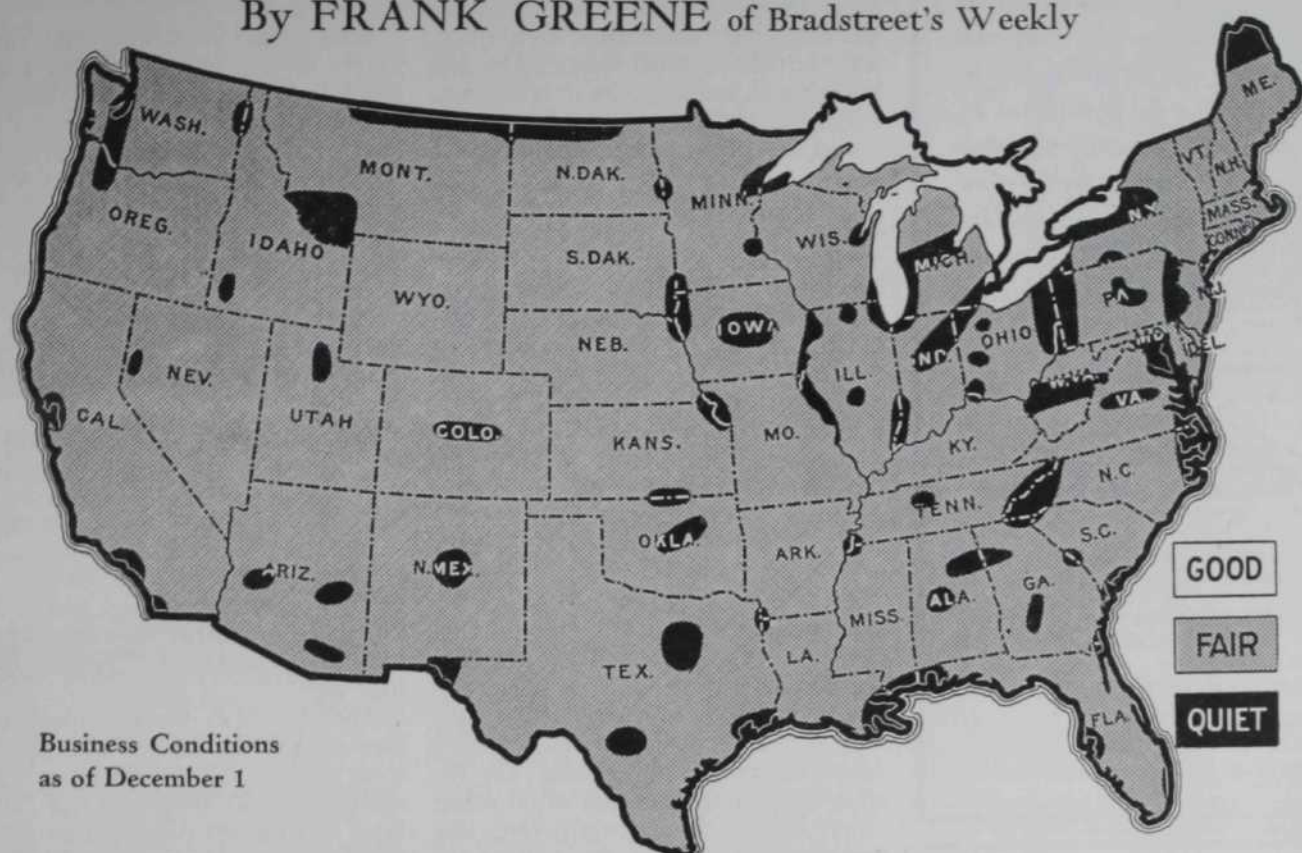 By FRANK GREENE of Bradstreet's Weekly
WASH.
MONT.
N.DAK.
MINN.
ME.
VT.
N.H.
OREG.
IDAHO
S.DAK.
WIS.
MICH.
N.Y.
MASS.
CONN.
WYO.
NEB.
IOWA
PA.
N.J.
NEV.
UTAH
COLO.
KANS.
MO.
ILL.
IND.
OHIO
W.VA.
MD.
DEL.
VA.
CAL.
KY.
N.C.
TENN.
ARIZ.
N.MEX.
OKLA.
ARK.
S.C.
MISS.
ALA.
GA.
TEX.
LA.
FLA.
GOOD
FAIR
QUIET
Business Conditions
as of December 1